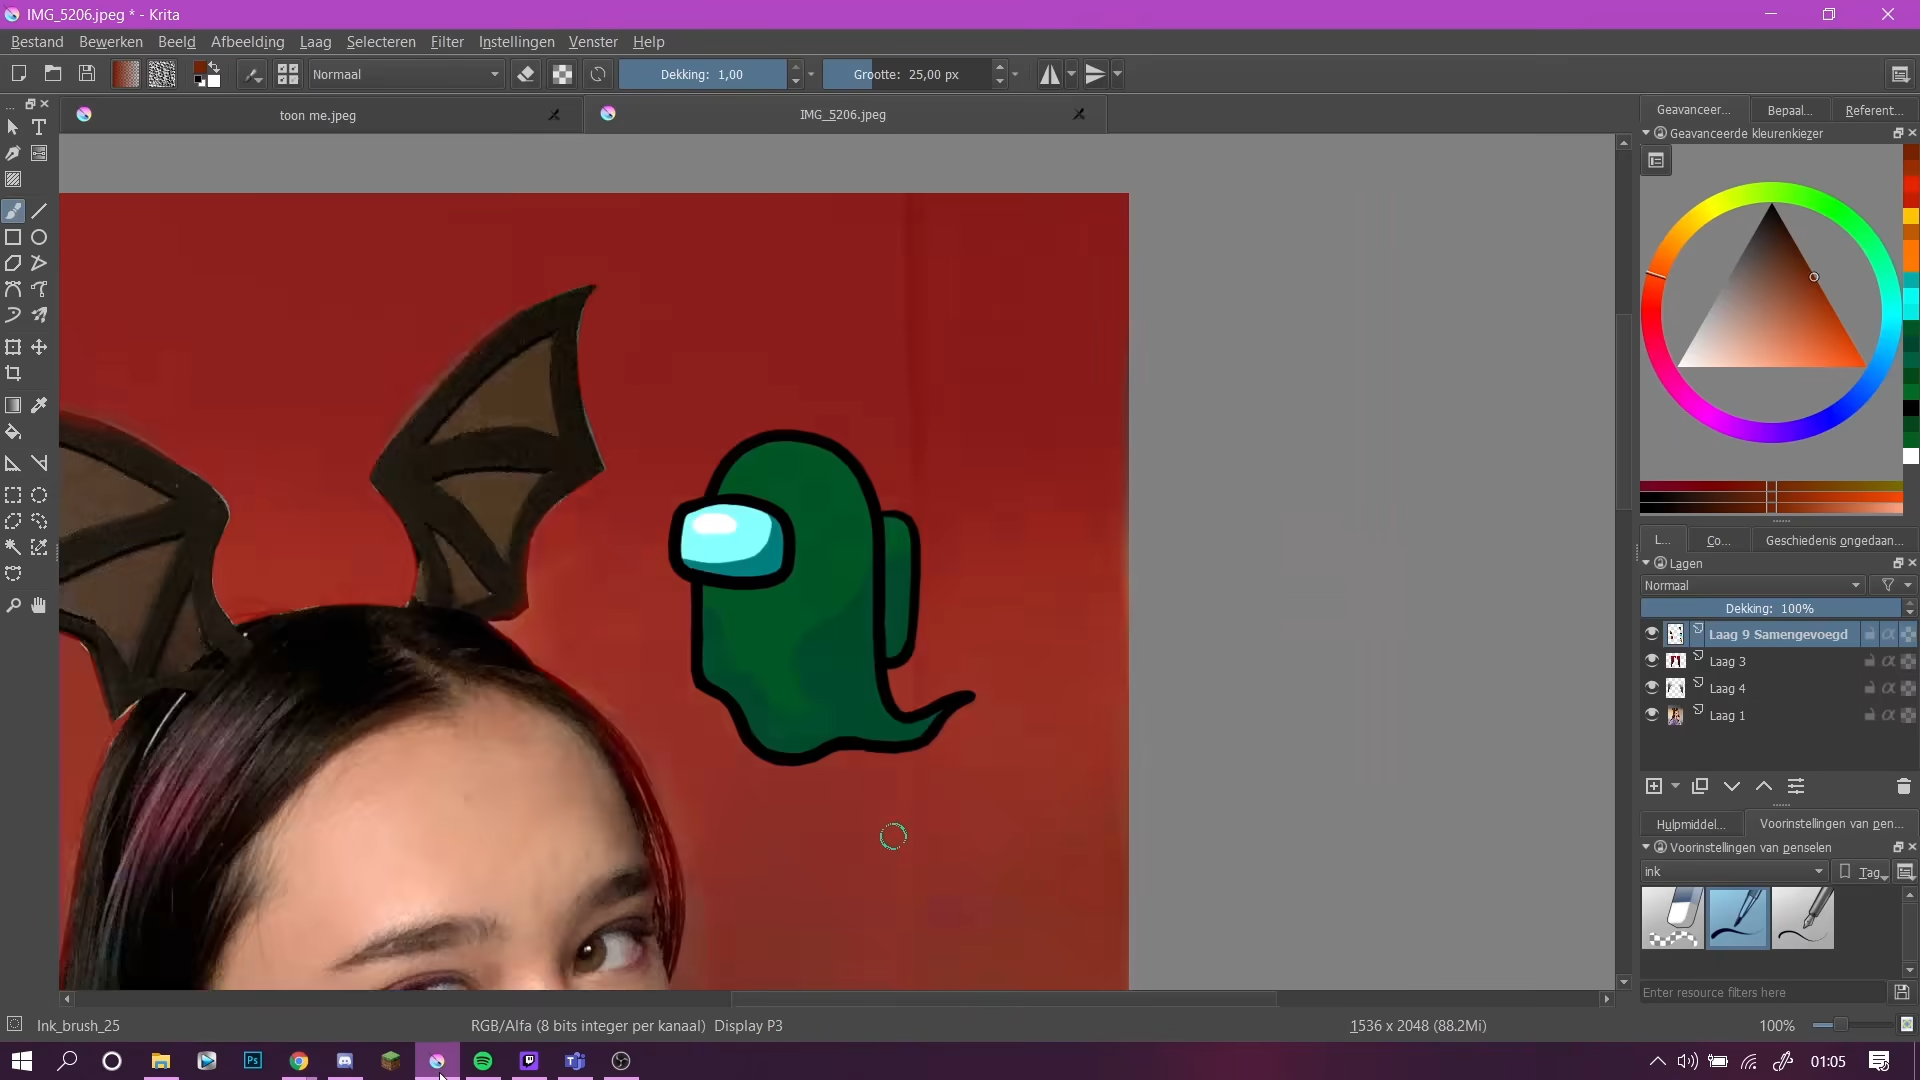 IMG_5206.jpeg * - Krita
Bestand Bewerken Beeld Afbeelding Laag Selecteren Filter Instellingen Venster Help
Normaal Dekking: 1,00 Grootte: 25,00 px
toon me.jpeg IMG_5206.jpeg
Geavanceer... Bepaal... Referent...
Geavanceerde kleurenkiezer
L... Co... Geschiedenis ongedaan...
Lagen
Normaal
Dekking: 100%
Laag 9 Samengevoegd
Laag 3
Laag 4
Laag 1
Hulpmiddel... Voorinstellingen van pen...
Voorinstellingen van penselen
ink Tag
Enter resource filters here
Ink_brush_25 RGB/Alfa (8 bits integer per kanaal) Display P3 1536 x 2048 (88.2Mi) 100%
Ps 01:05